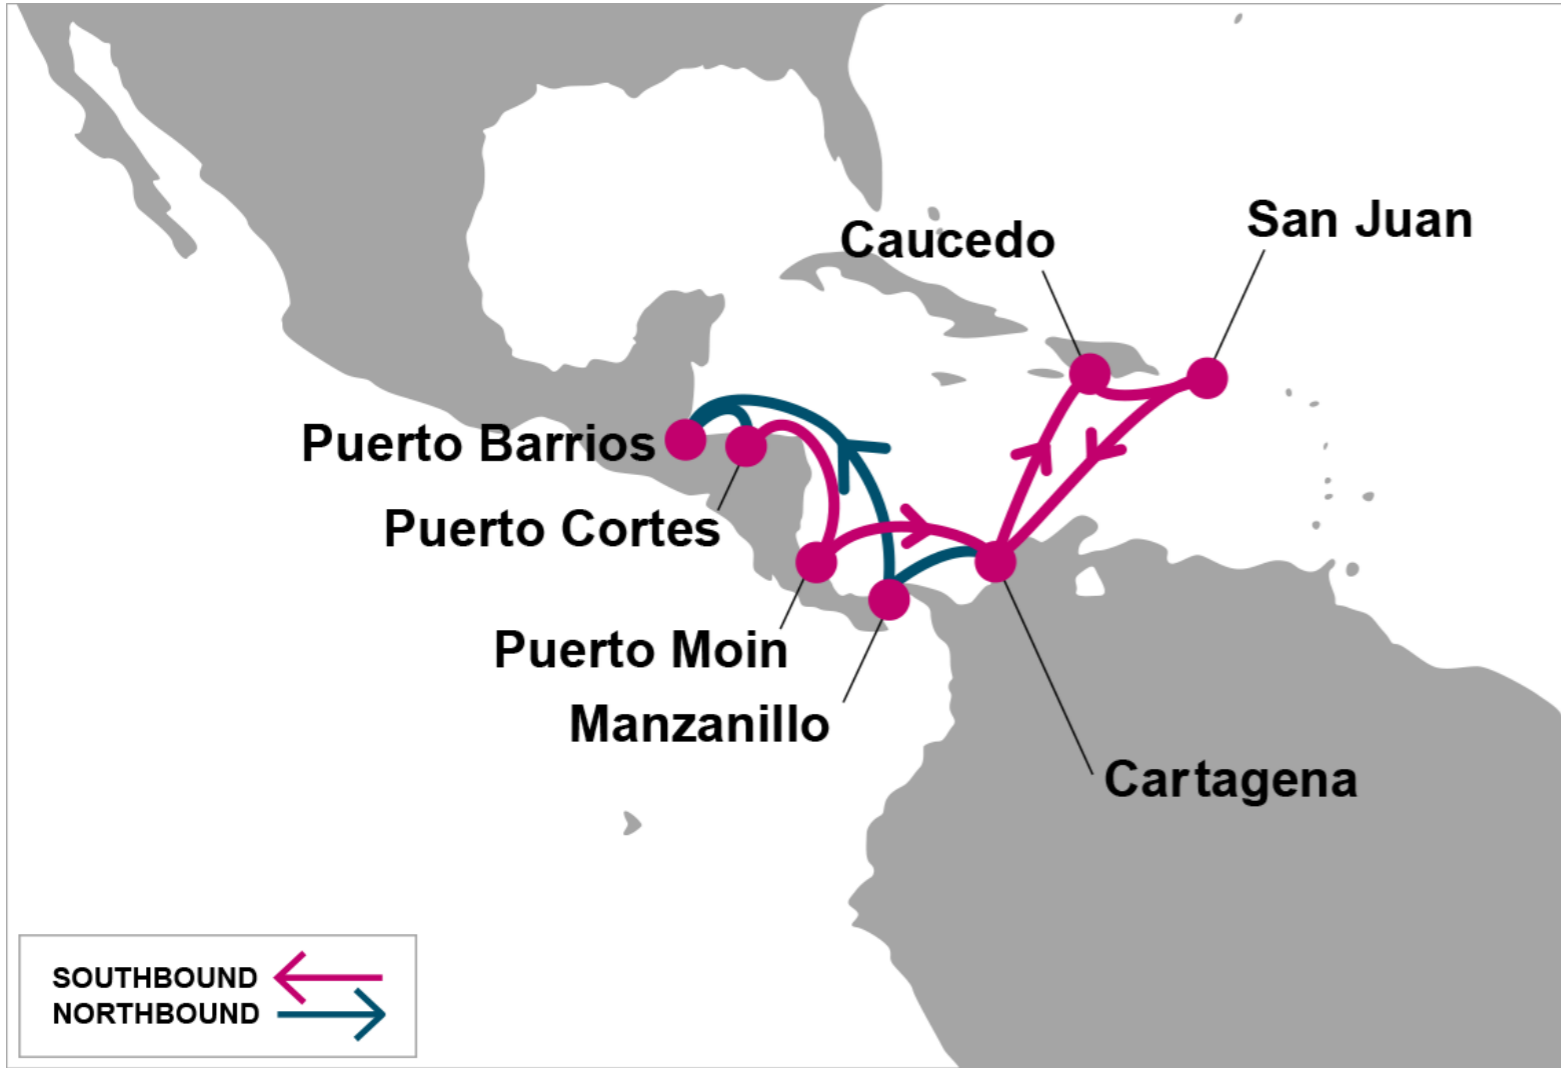 San Juan
Caucedo
Puerto Barrios
Puerto Cortes
Puerto Moin
Manzanillo
Cartagena
SOUTHBOUND
NORTHBOUND